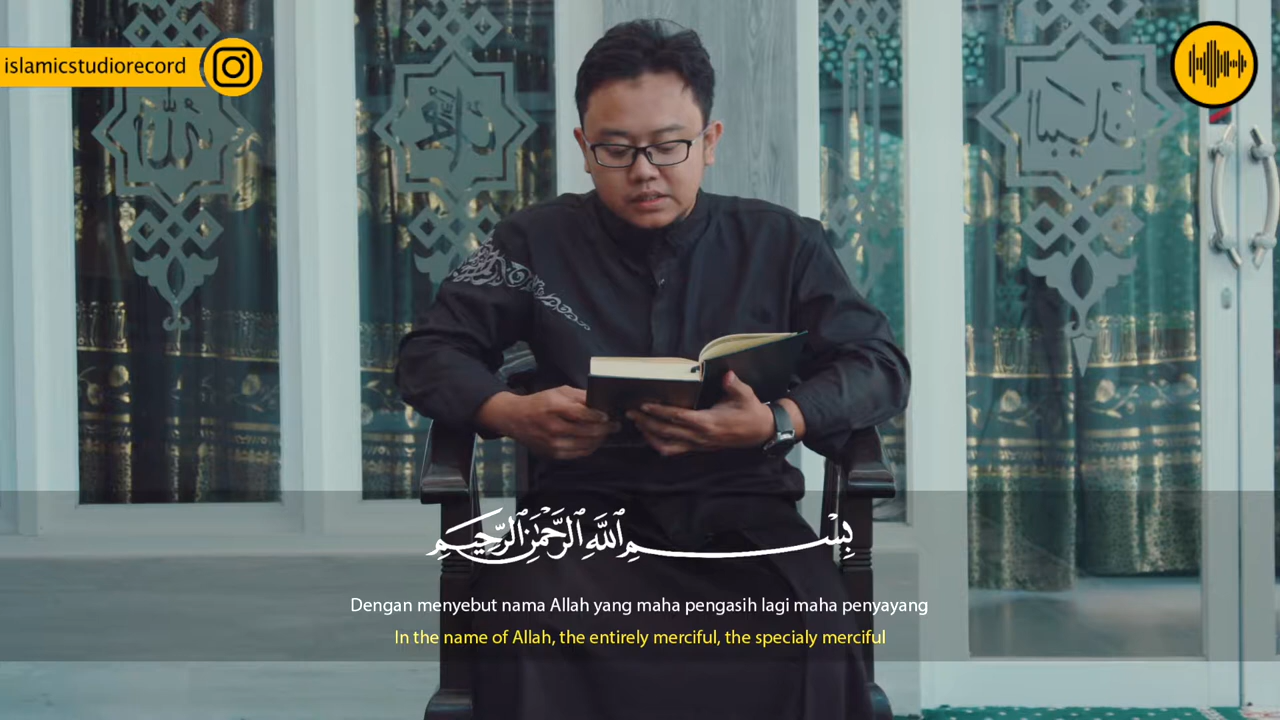 islamicstudiorecord
الله
بِسْمِ ٱللَّهِ ٱلرَّحْمَٰنِ ٱلرَّحِيمِ
Dengan menyebut nama Allah yang maha pengasih lagi maha penyayang
In the name of Allah, the entirely merciful, the specialy merciful